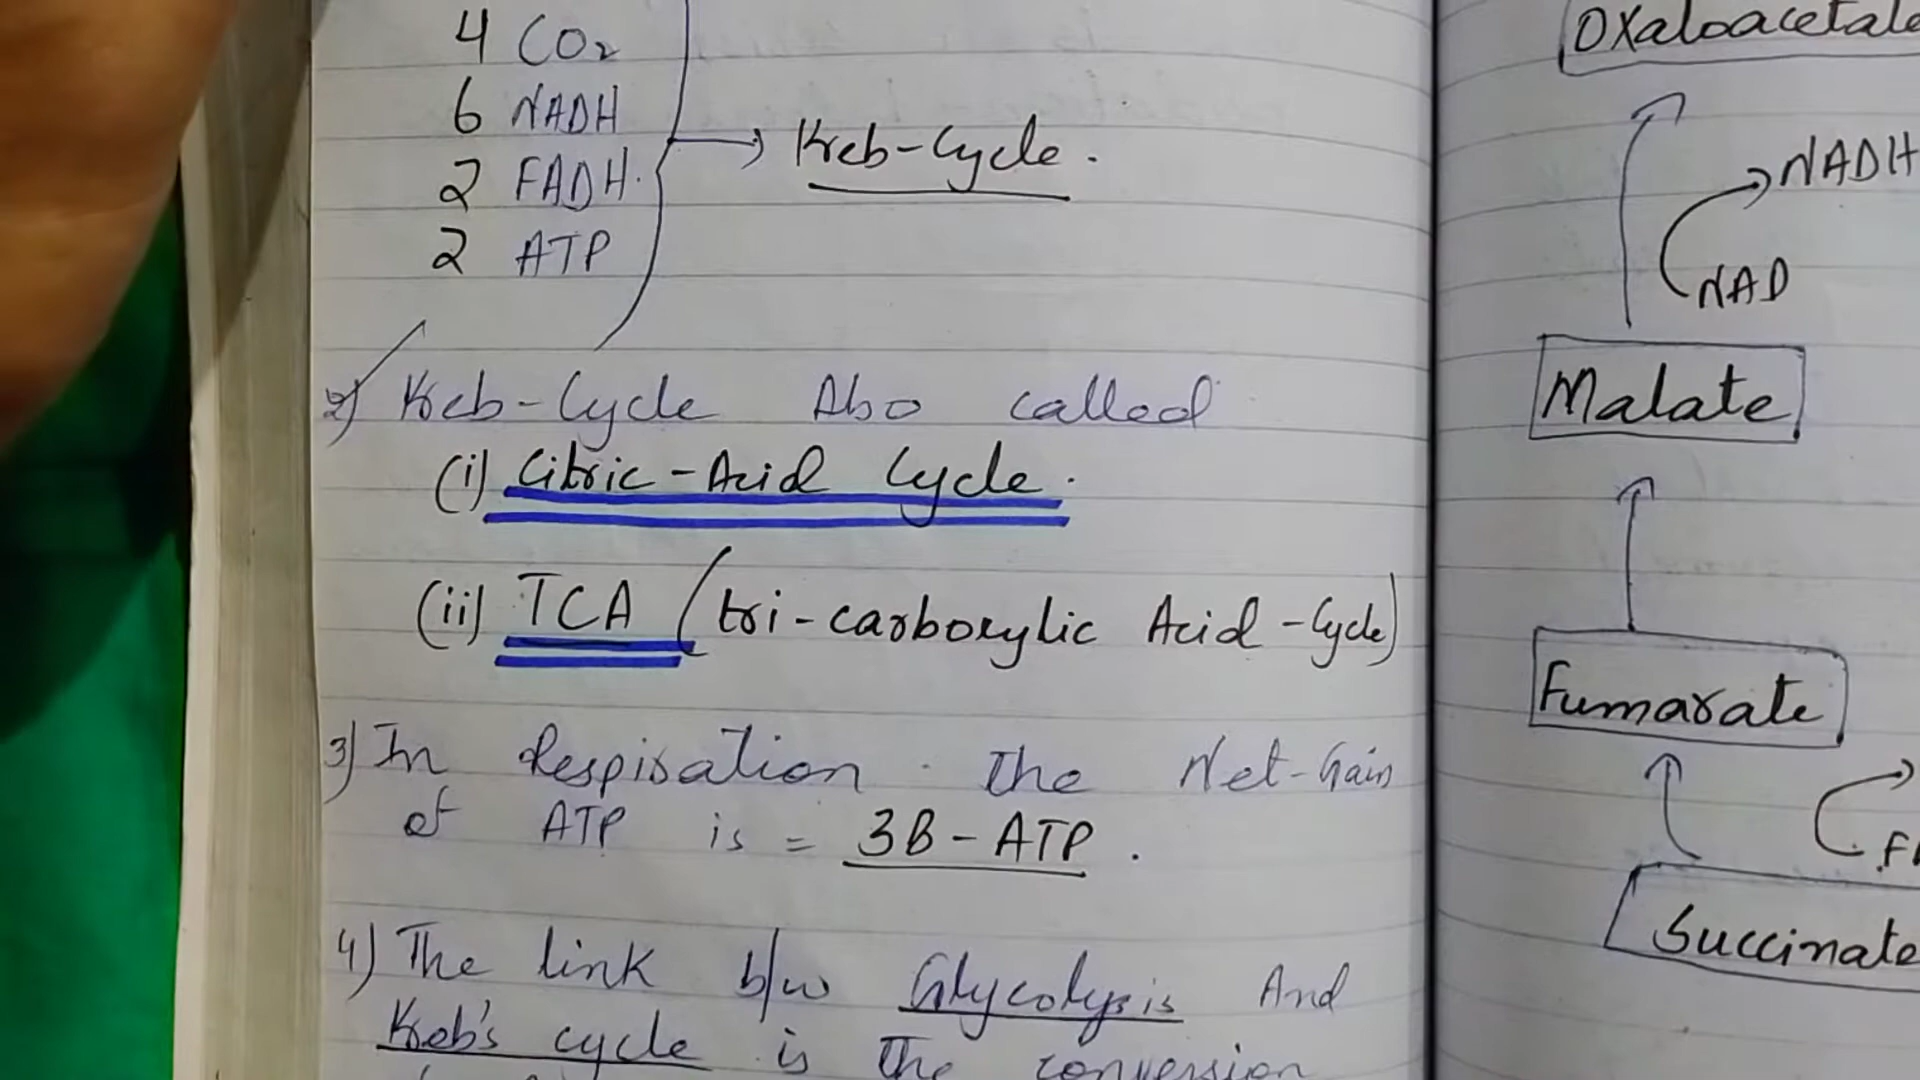 4 CO₂
6 NADH
2 FADH.
2 ATP
→ Kreb-Cycle.
2) Kreb-Cycle Also called
(i) Citric-Acid Cycle.
(ii) TCA (tri-carboxylic Acid-Cycle)
3) In Respiration the Net-Gain
of ATP is = 38-ATP.
4) The link b/w Glycolysis And
Kreb's cycle is The conversion
Oxaloacetate
NADH
NAD
Malate
Fumarate
Succinate